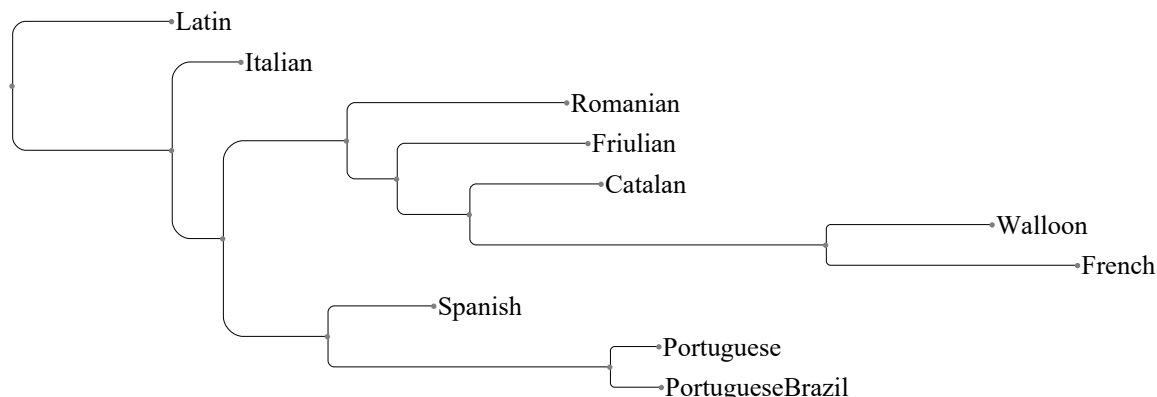 Latin
Italian
Romanian
Friulian
Catalan
Walloon
French
Spanish
Portuguese
PortugueseBrazil